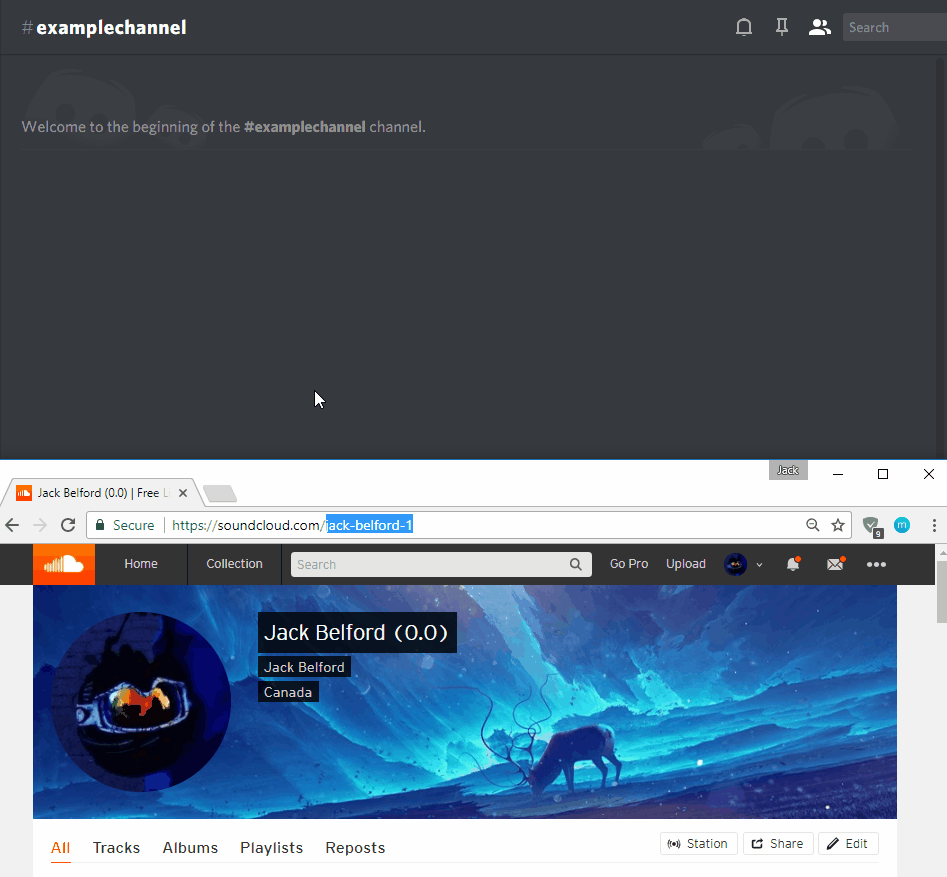 #examplechannel
Search
Welcome to the beginning of the #examplechannel channel.
Jack
Jack Belford (0.0) | Free L
Secure
https://soundcloud.com/jack-belford-1
9
m
Home
Collection
Search
Go Pro
Upload
Jack Belford (0.0)
Jack Belford
Canada
All
Tracks
Albums
Playlists
Reposts
Station
Share
Edit